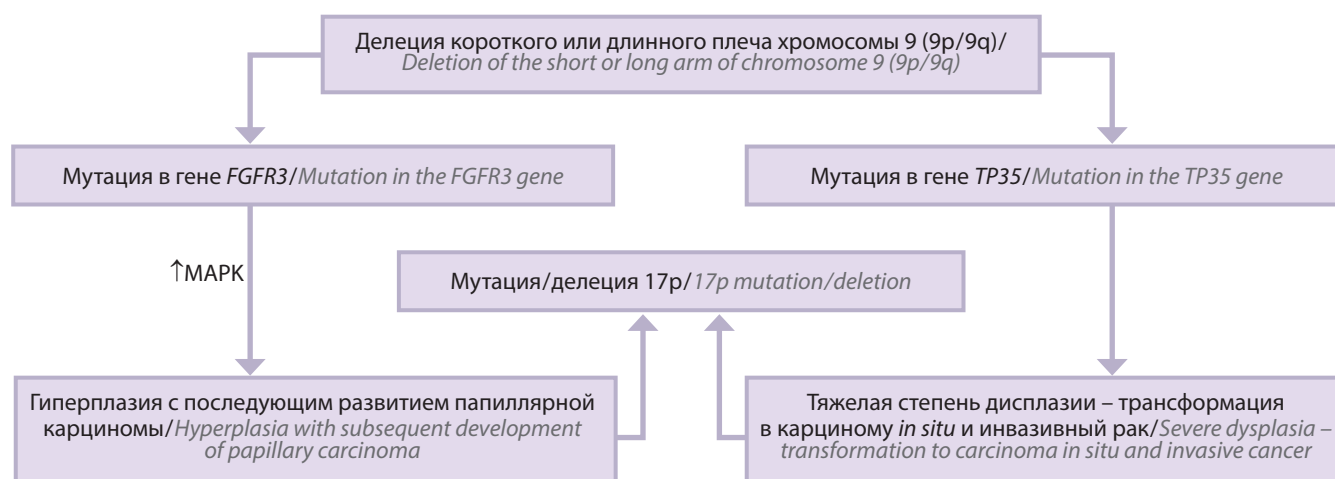 Делеция короткого или длинного плеча хромосомы 9 (9p/9q)/
Deletion of the short or long arm of chromosome 9 (9p/9q)
Мутация в гене FGFR3/Mutation in the FGFR3 gene
Мутация в гене TP35/Mutation in the TP35 gene
↑MAPK
Мутация/делеция 17p/17p mutation/deletion
Гиперплазия с последующим развитием папиллярной
карциномы/Hyperplasia with subsequent development
of papillary carcinoma
Тяжелая степень дисплазии – трансформация
в карциному in situ и инвазивный рак/Severe dysplasia –
transformation to carcinoma in situ and invasive cancer